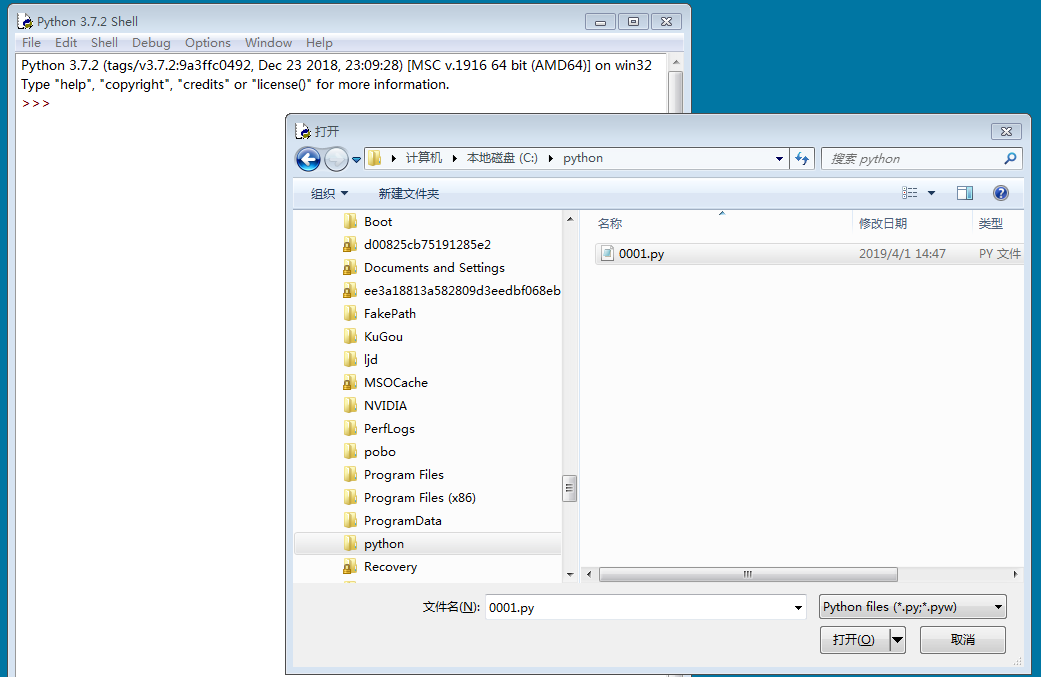 Python 3.7.2 Shell
File Edit Shell Debug Options Window Help
Python 3.7.2 (tags/v3.7.2:9a3ffc0492, Dec 23 2018, 23:09:28) [MSC v.1916 64 bit (AMD64)] on win32
Type "help", "copyright", "credits" or "license()" for more information.
>>>
打开
计算机 本地磁盘 (C:) python
搜索 python
组织 新建文件夹
名称 修改日期 类型
Boot
d00825cb75191285e2
Documents and Settings
ee3a18813a582809d3eedbf068eb
FakePath
KuGou
ljd
MSOCache
NVIDIA
PerfLogs
pobo
Program Files
Program Files (x86)
ProgramData
python
Recovery
0001.py 2019/4/1 14:47 PY 文件
文件名(N): 0001.py Python files (*.py;*.pyw)
打开(O) 取消